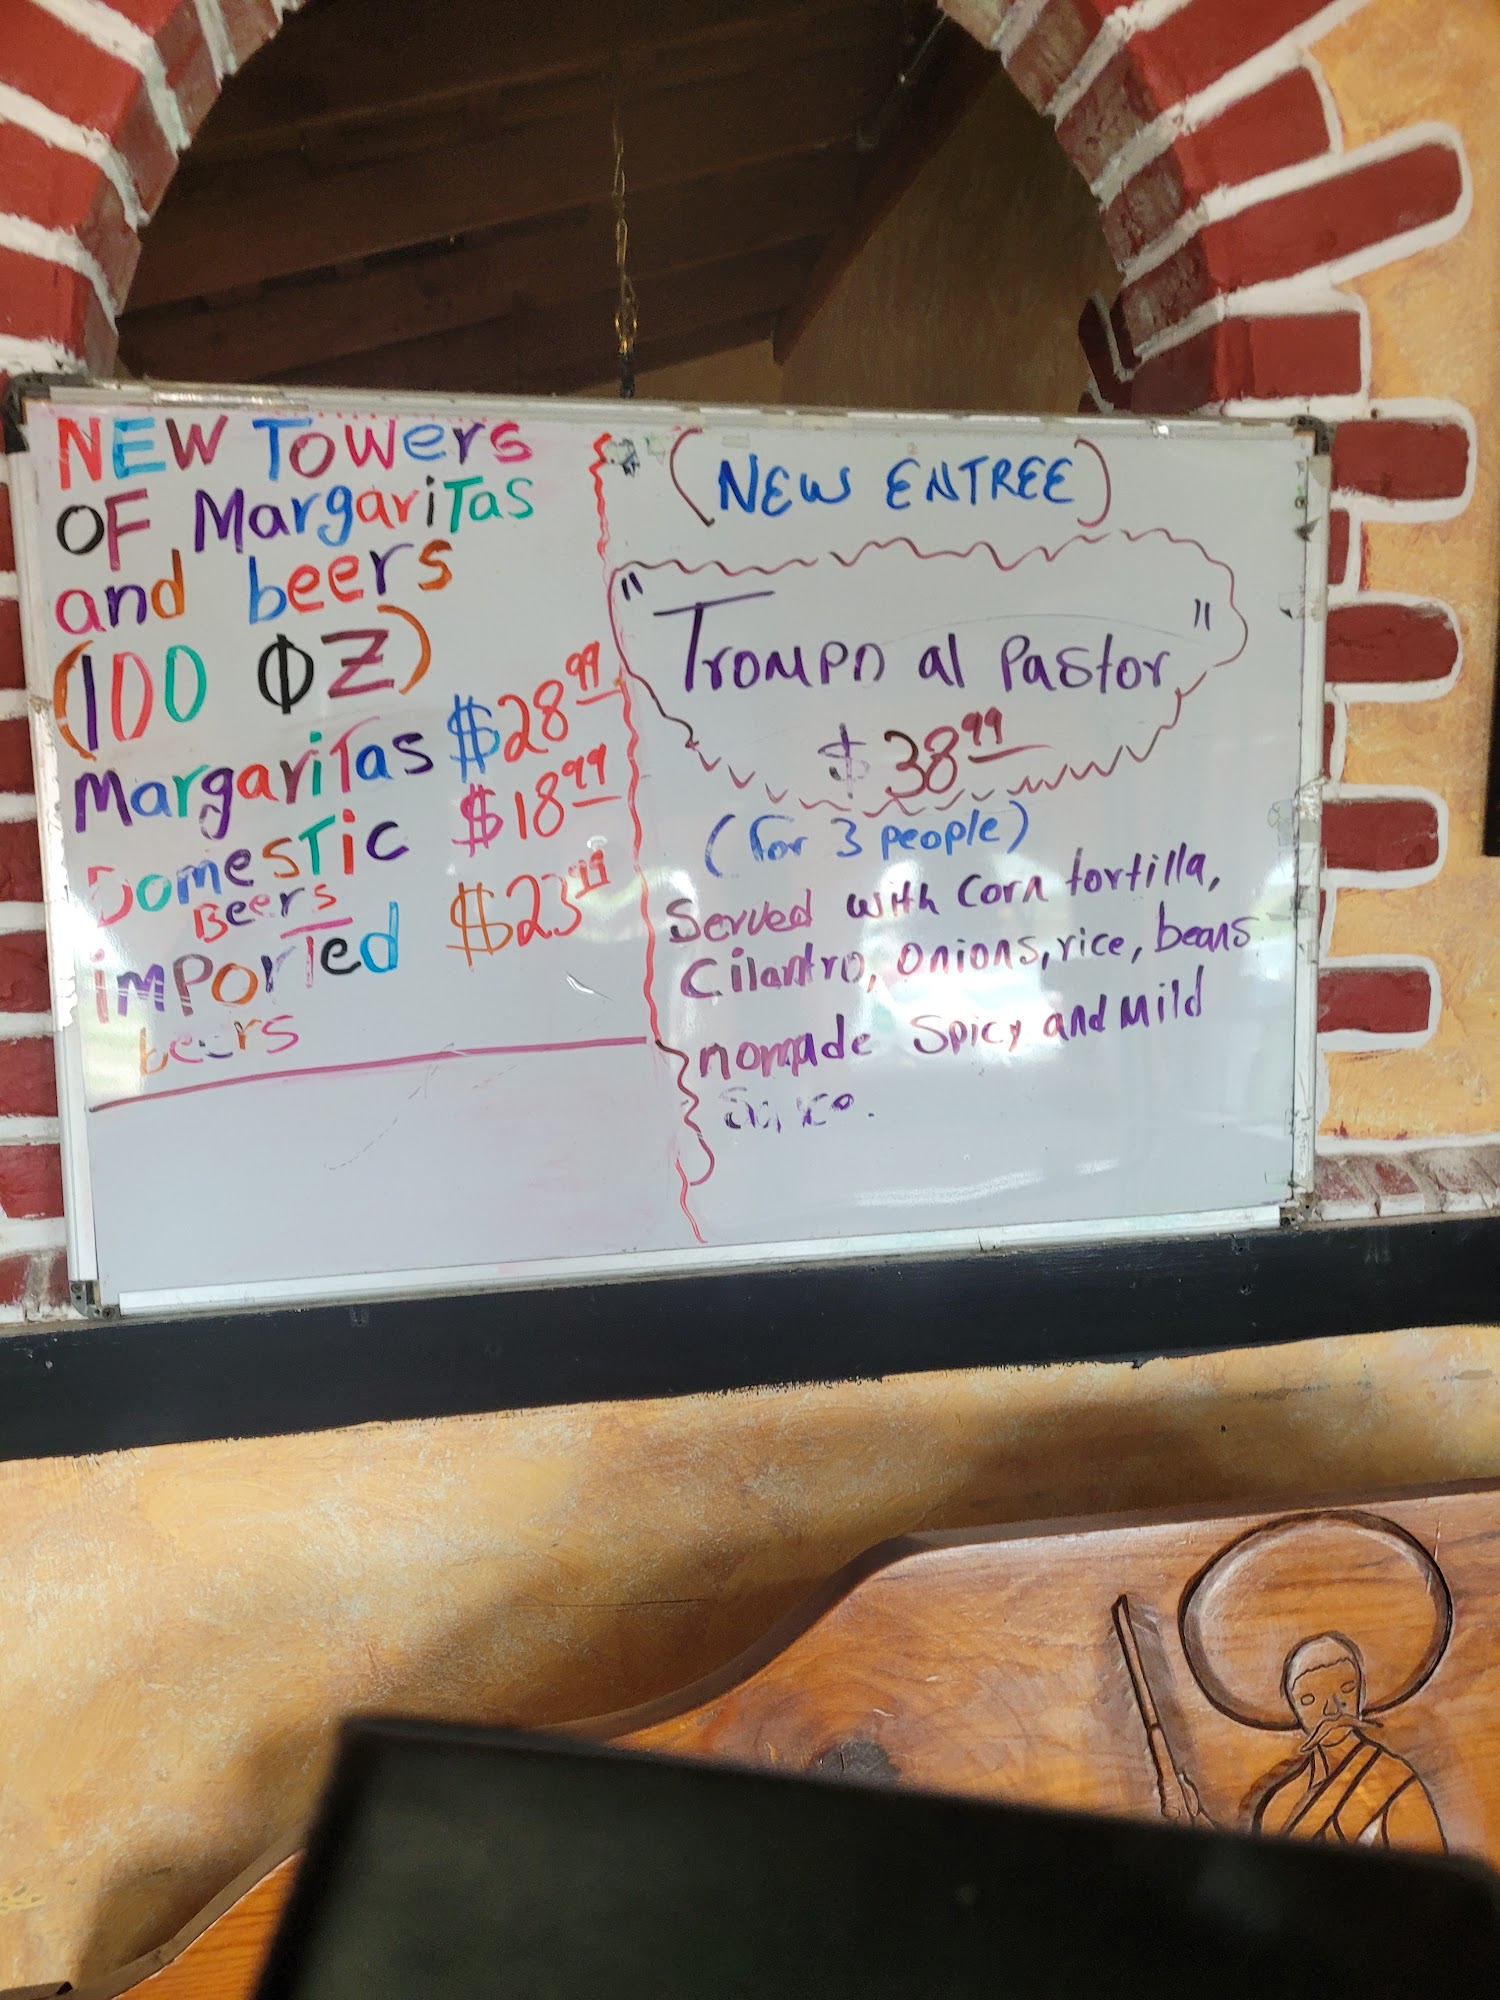 NEW Towers
OF MargariTas
and beers
(100 OZ)
MargariTas $28.99
DomesTic $18.99
Beers
imporTed $23.99
beers
(NEW ENTREE)
"Trompo al Pastor"
$38.99
(for 3 people)
Served with corn tortilla,
Cilantro, onions, rice, beans
nomade Spicy and Mild